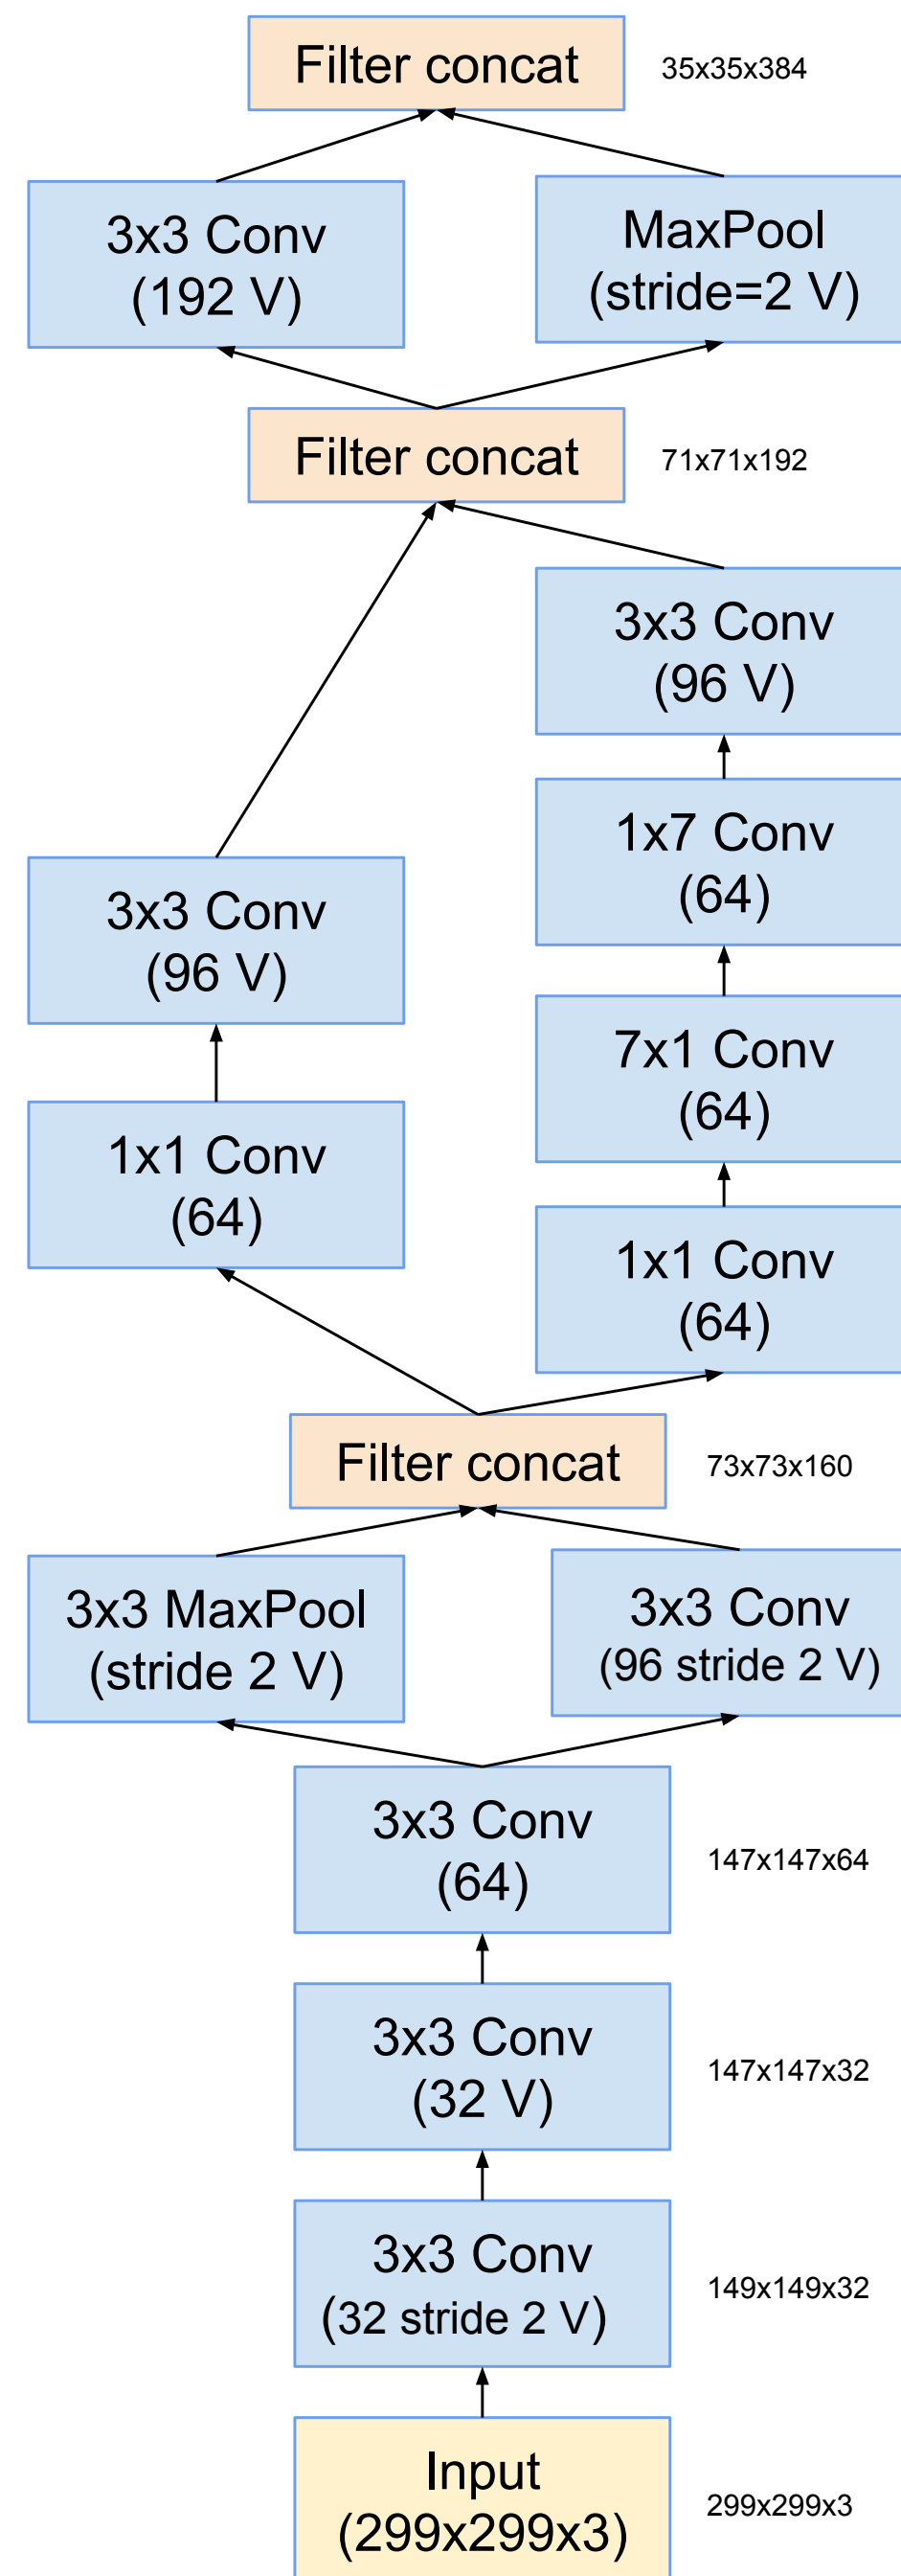 Filter concat
35x35x384
3x3 Conv
(192 V)
MaxPool
(stride=2 V)
Filter concat
71x71x192
3x3 Conv
(96 V)
1x7 Conv
(64)
3x3 Conv
(96 V)
7x1 Conv
(64)
1x1 Conv
(64)
1x1 Conv
(64)
Filter concat
73x73x160
3x3 MaxPool
(stride 2 V)
3x3 Conv
(96 stride 2 V)
3x3 Conv
(64)
147x147x64
3x3 Conv
(32 V)
147x147x32
3x3 Conv
(32 stride 2 V)
149x149x32
Input
(299x299x3)
299x299x3